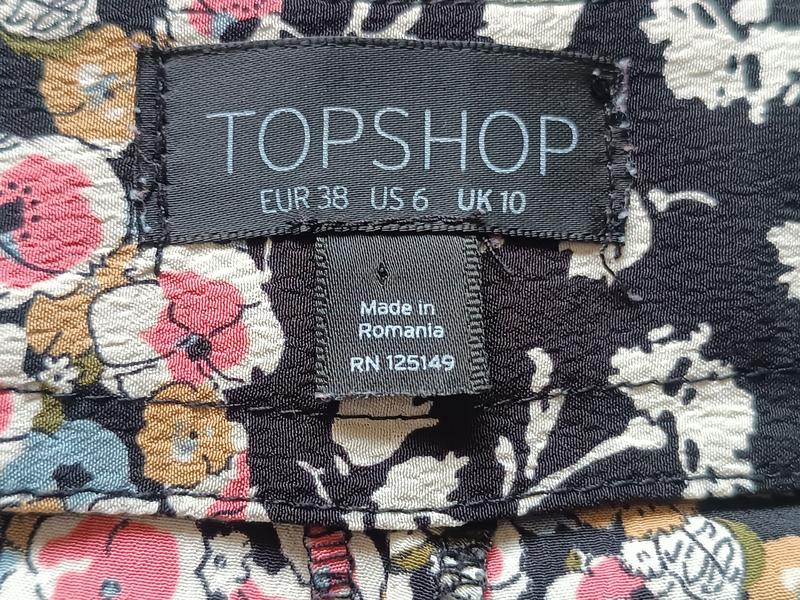 TOPSHOP
EUR 38 US 6 UK 10
Made in
Romania
RN 125149